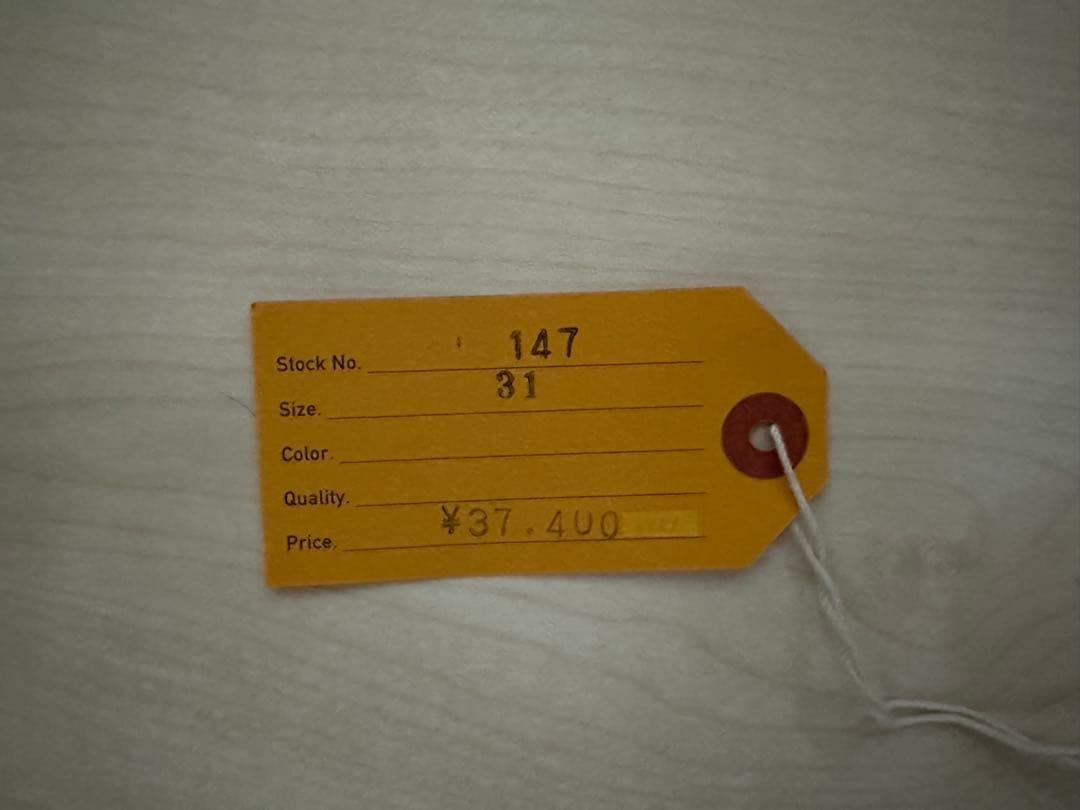 Stock No. 147
Size. 31
Color.
Quality.
Price. ¥37.400